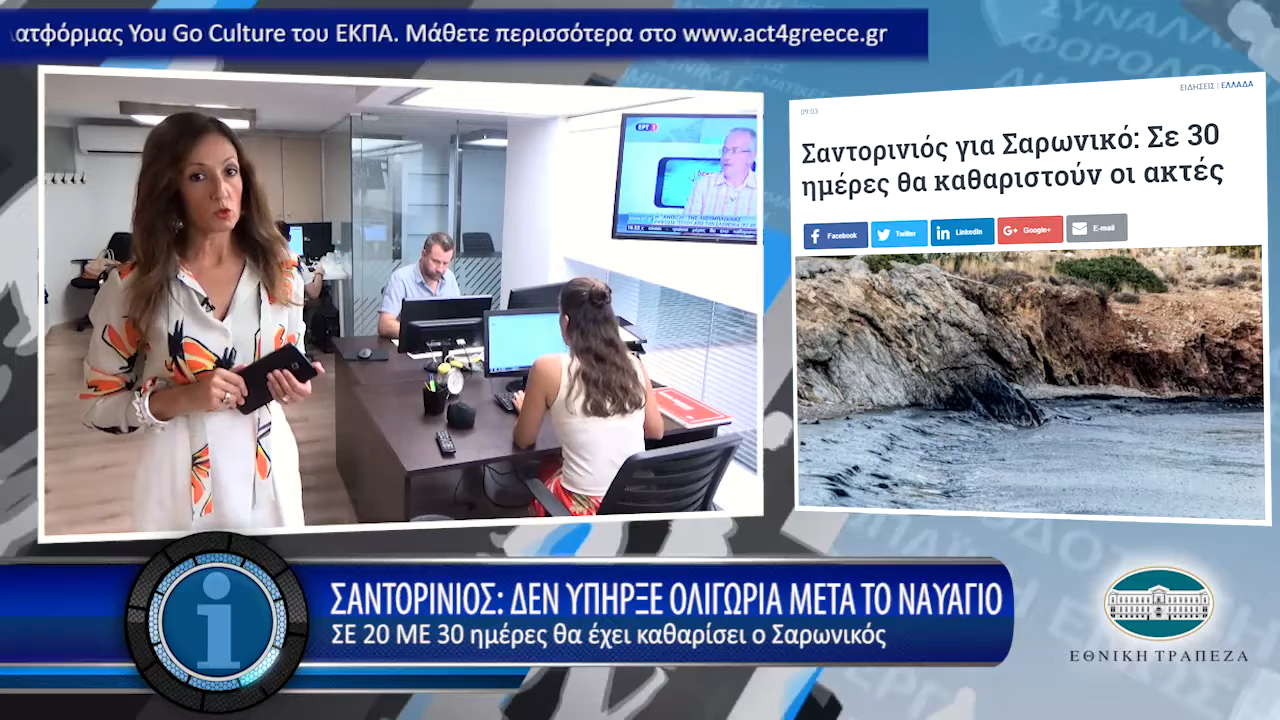 ατφόρμας You Go Culture του ΕΚΠΑ. Μάθετε περισσότερα στο www.act4greece.gr
ΕΡΤ 1
ΕΙΔΗΣΕΙΣ | ΕΛΛΑΔΑ
09:03
Σαντορινιός για Σαρωνικό: Σε 30
ημέρες θα καθαριστούν οι ακτές
Facebook
Twitter
LinkedIn
Google+
E-mail
ΣΑΝΤΟΡΙΝΙΟΣ: ΔΕΝ ΥΠΗΡΞΕ ΟΛΙΓΩΡΙΑ ΜΕΤΑ ΤΟ ΝΑΥΑΓΙΟ
ΣΕ 20 ΜΕ 30 ημέρες θα έχει καθαρίσει ο Σαρωνικός
ΕΘΝΙΚΗ ΤΡΑΠΕΖΑ